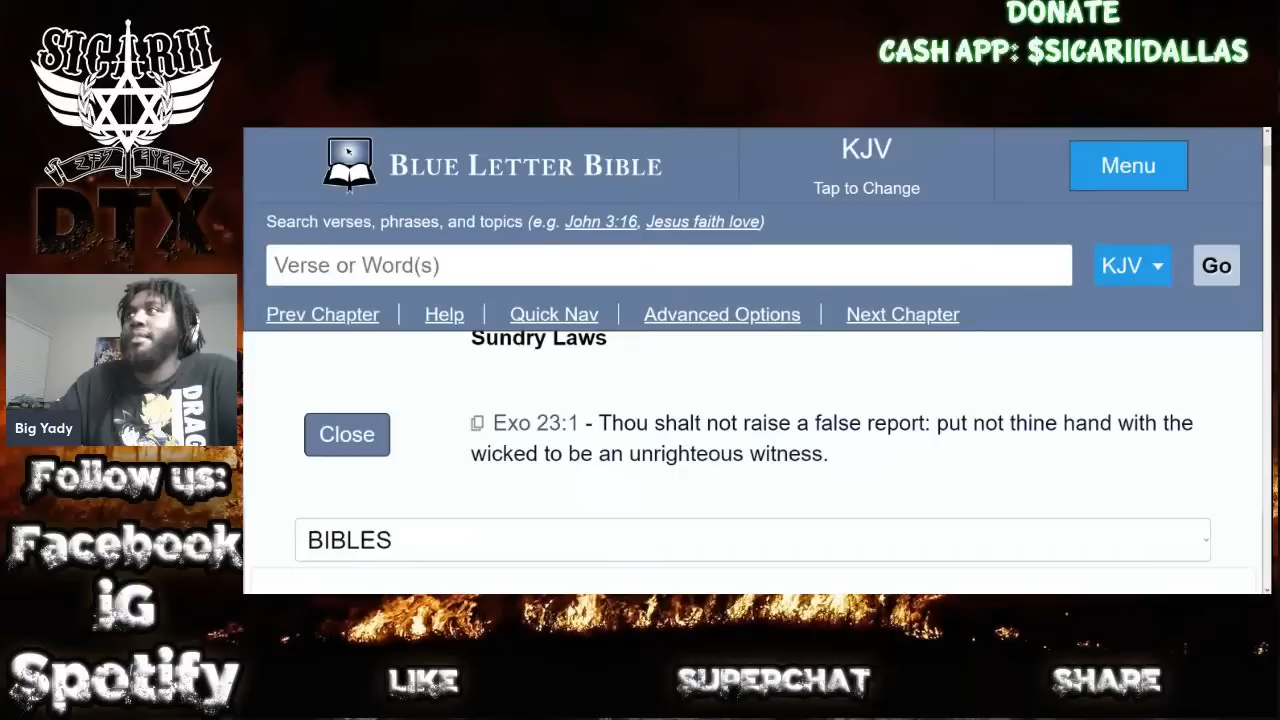 DONATE
CASH APP: $SICARIIDALLAS
SICARII
DTX
BLUE LETTER BIBLE
KJV
Tap to Change
Menu
Search verses, phrases, and topics (e.g. John 3:16, Jesus faith love)
Verse or Word(s)
KJV
Go
Prev Chapter
Help
Quick Nav
Advanced Options
Next Chapter
Sundry Laws
Close
Exo 23:1 - Thou shalt not raise a false report: put not thine hand with the
wicked to be an unrighteous witness.
BIBLES
DRAG
Big Yady
Follow us:
Facebook
iG
Spotify
LIKE
SUPERCHAT
SHARE